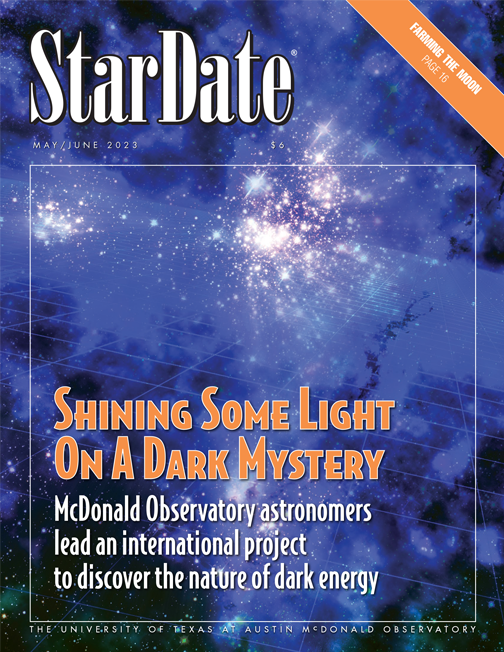 FARMING THE MOON
PAGE 16
StarDate®
MAY/JUNE 2023 $6
SHINING SOME LIGHT
ON A DARK MYSTERY
McDonald Observatory astronomers
lead an international project
to discover the nature of dark energy
THE UNIVERSITY OF TEXAS AT AUSTIN McDONALD OBSERVATORY